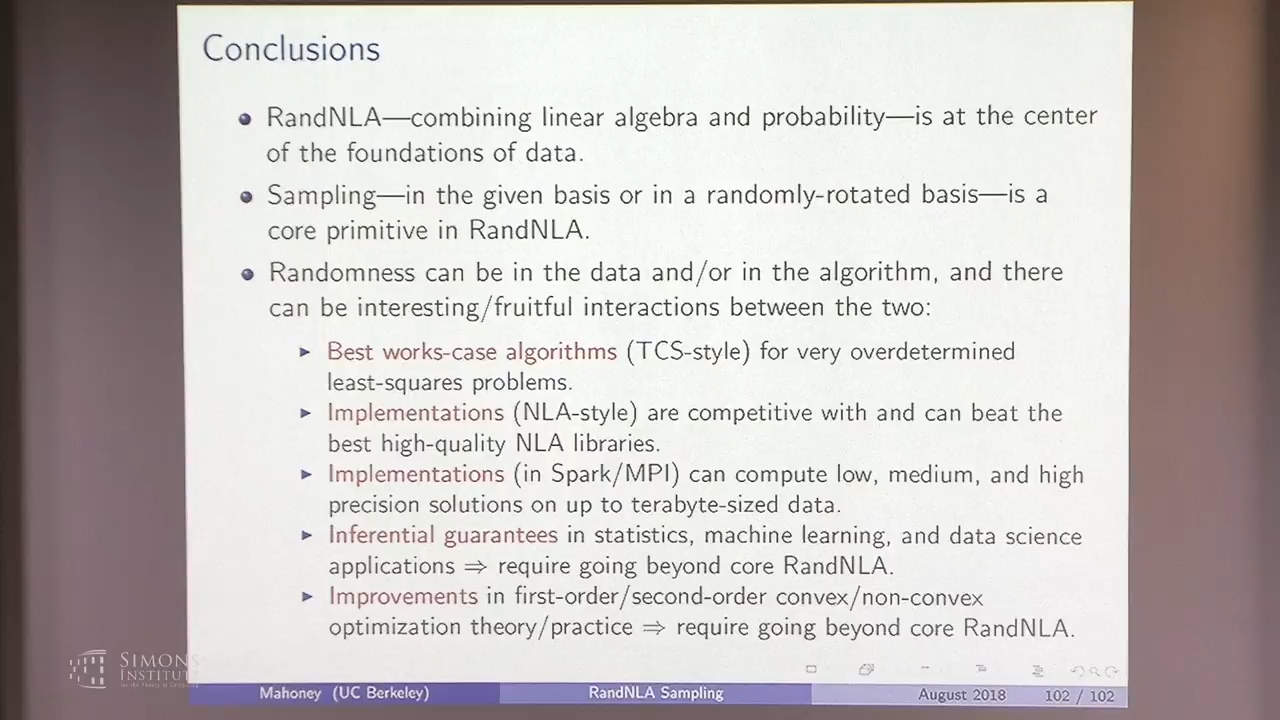 Conclusions
RandNLA—combining linear algebra and probability—is at the center
of the foundations of data.
Sampling—in the given basis or in a randomly-rotated basis—is a
core primitive in RandNLA.
Randomness can be in the data and/or in the algorithm, and there
can be interesting/fruitful interactions between the two:
Best works-case algorithms (TCS-style) for very overdetermined
least-squares problems.
Implementations (NLA-style) are competitive with and can beat the
best high-quality NLA libraries.
Implementations (in Spark/MPI) can compute low, medium, and high
precision solutions on up to terabyte-sized data.
Inferential guarantees in statistics, machine learning, and data science
applications ⇒ require going beyond core RandNLA.
Improvements in first-order/second-order convex/non-convex
optimization theory/practice ⇒ require going beyond core RandNLA.
SIMONS
INSTITUTE
Mahoney (UC Berkeley) RandNLA Sampling August 2018 102 / 102